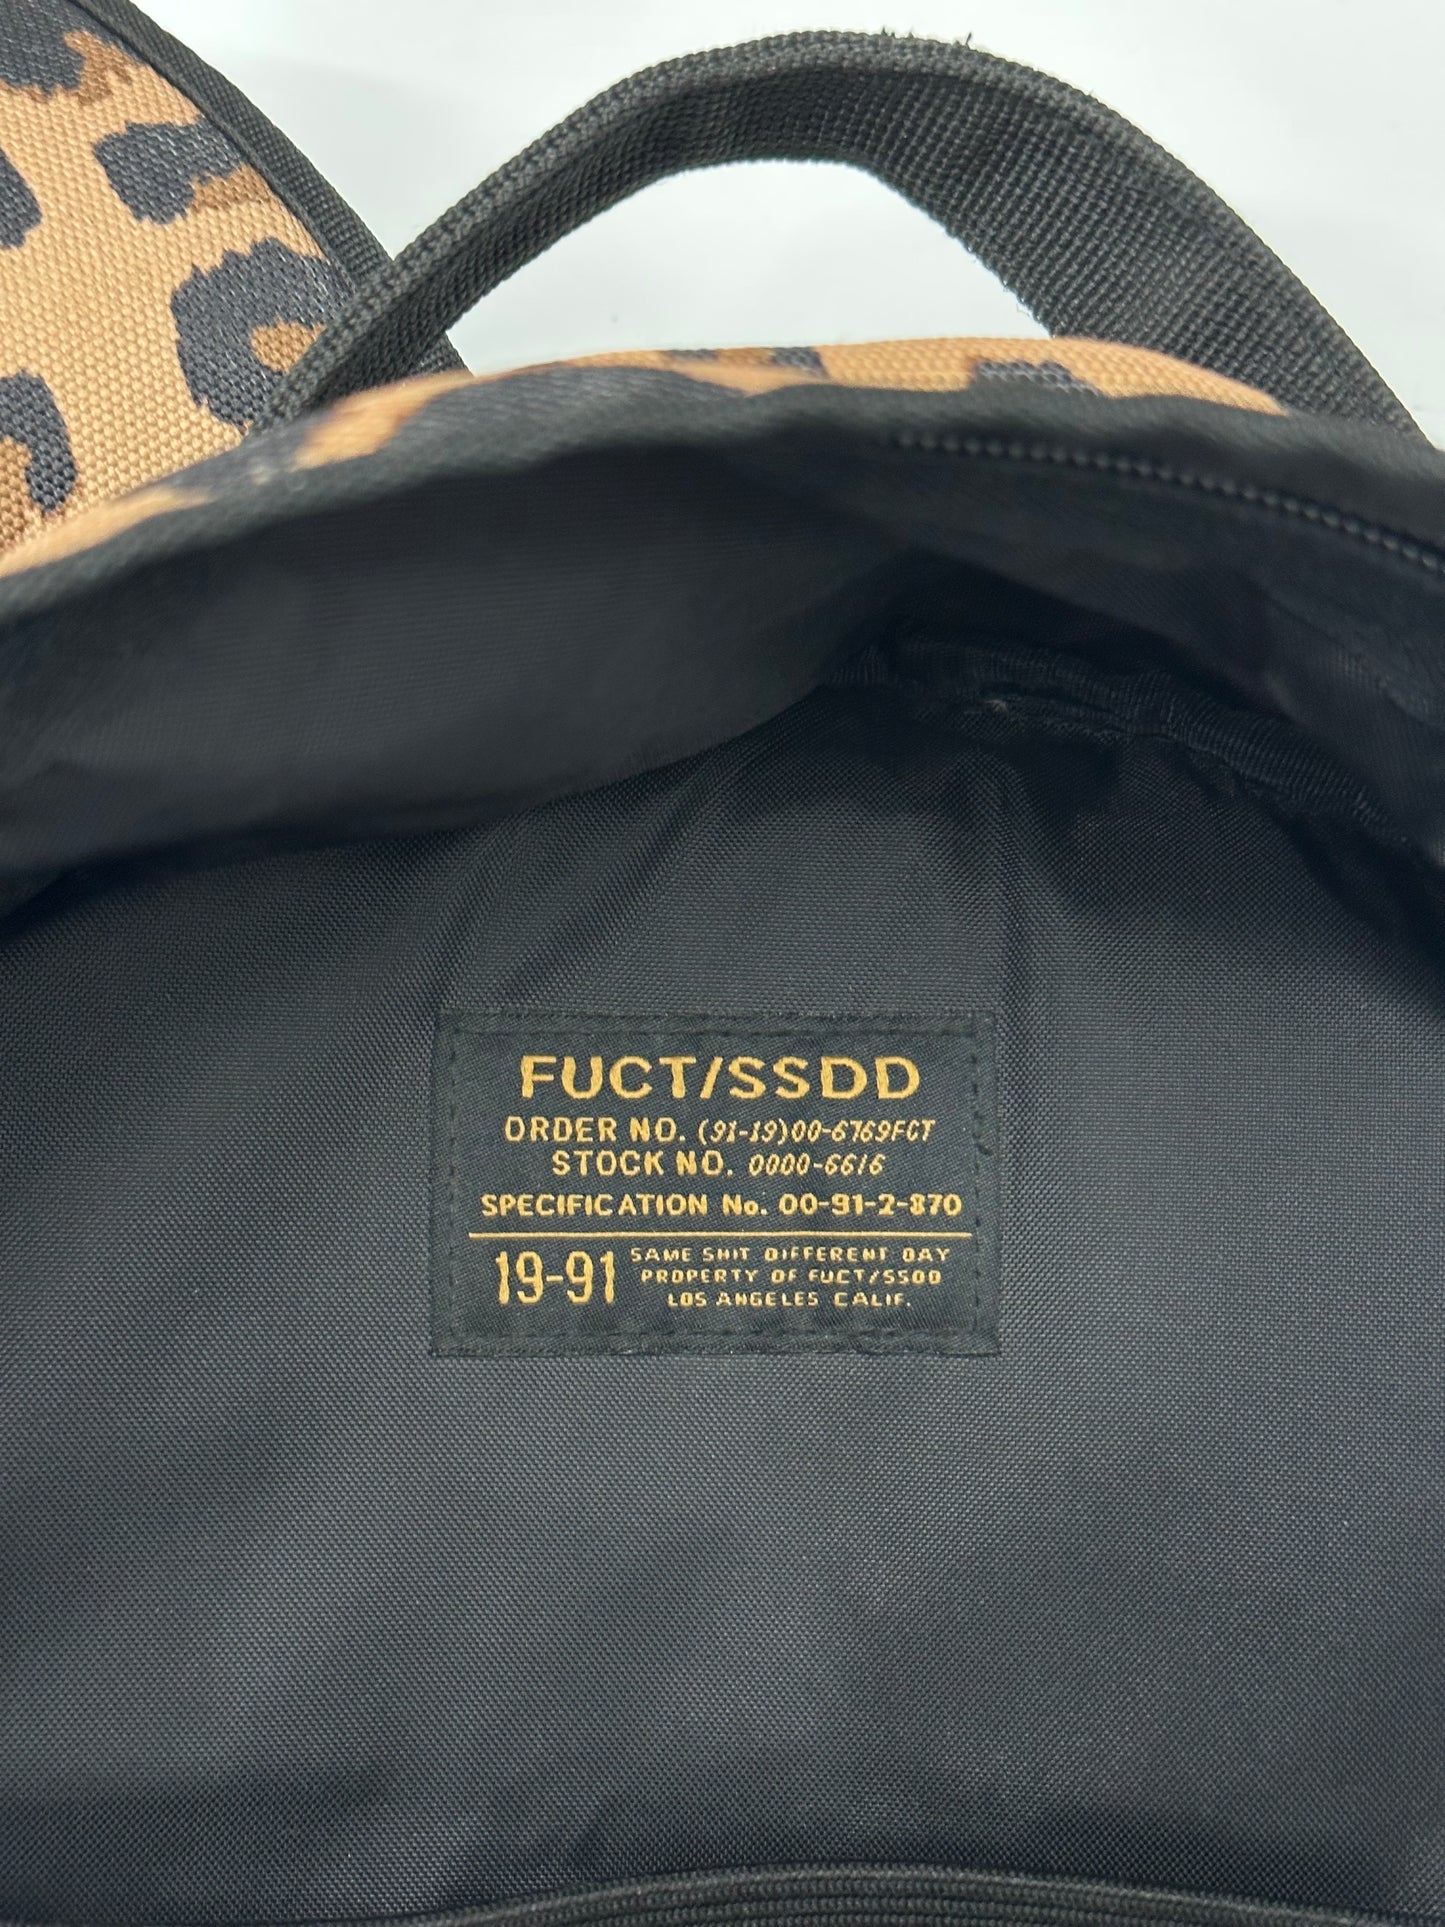 FUCT/SSDD
ORDER NO. (91-19)00-6769FCT
STOCK NO. 0000-6616
SPECIFICATION No. 00-91-2-870
19-91
SAME SHIT DIFFERENT DAY
PROPERTY OF FUCT/SSDD
LOS ANGELES CALIF.